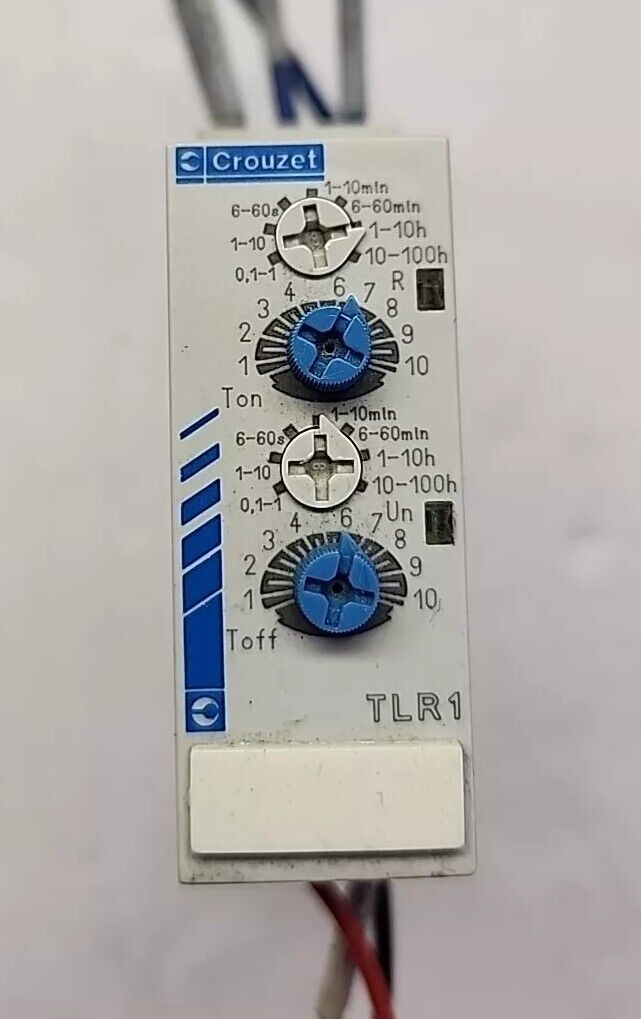 Crouzet
1-10min
6-60s 6-60min
1-10 1-10h
0,1-1 10-100h
1 2 3 4 6 7 8 9 10
R
Ton
1-10min
6-60s 6-60min
1-10 1-10h
0,1-1 10-100h
1 2 3 4 6 7 8 9 10
Un
Toff
TLR1